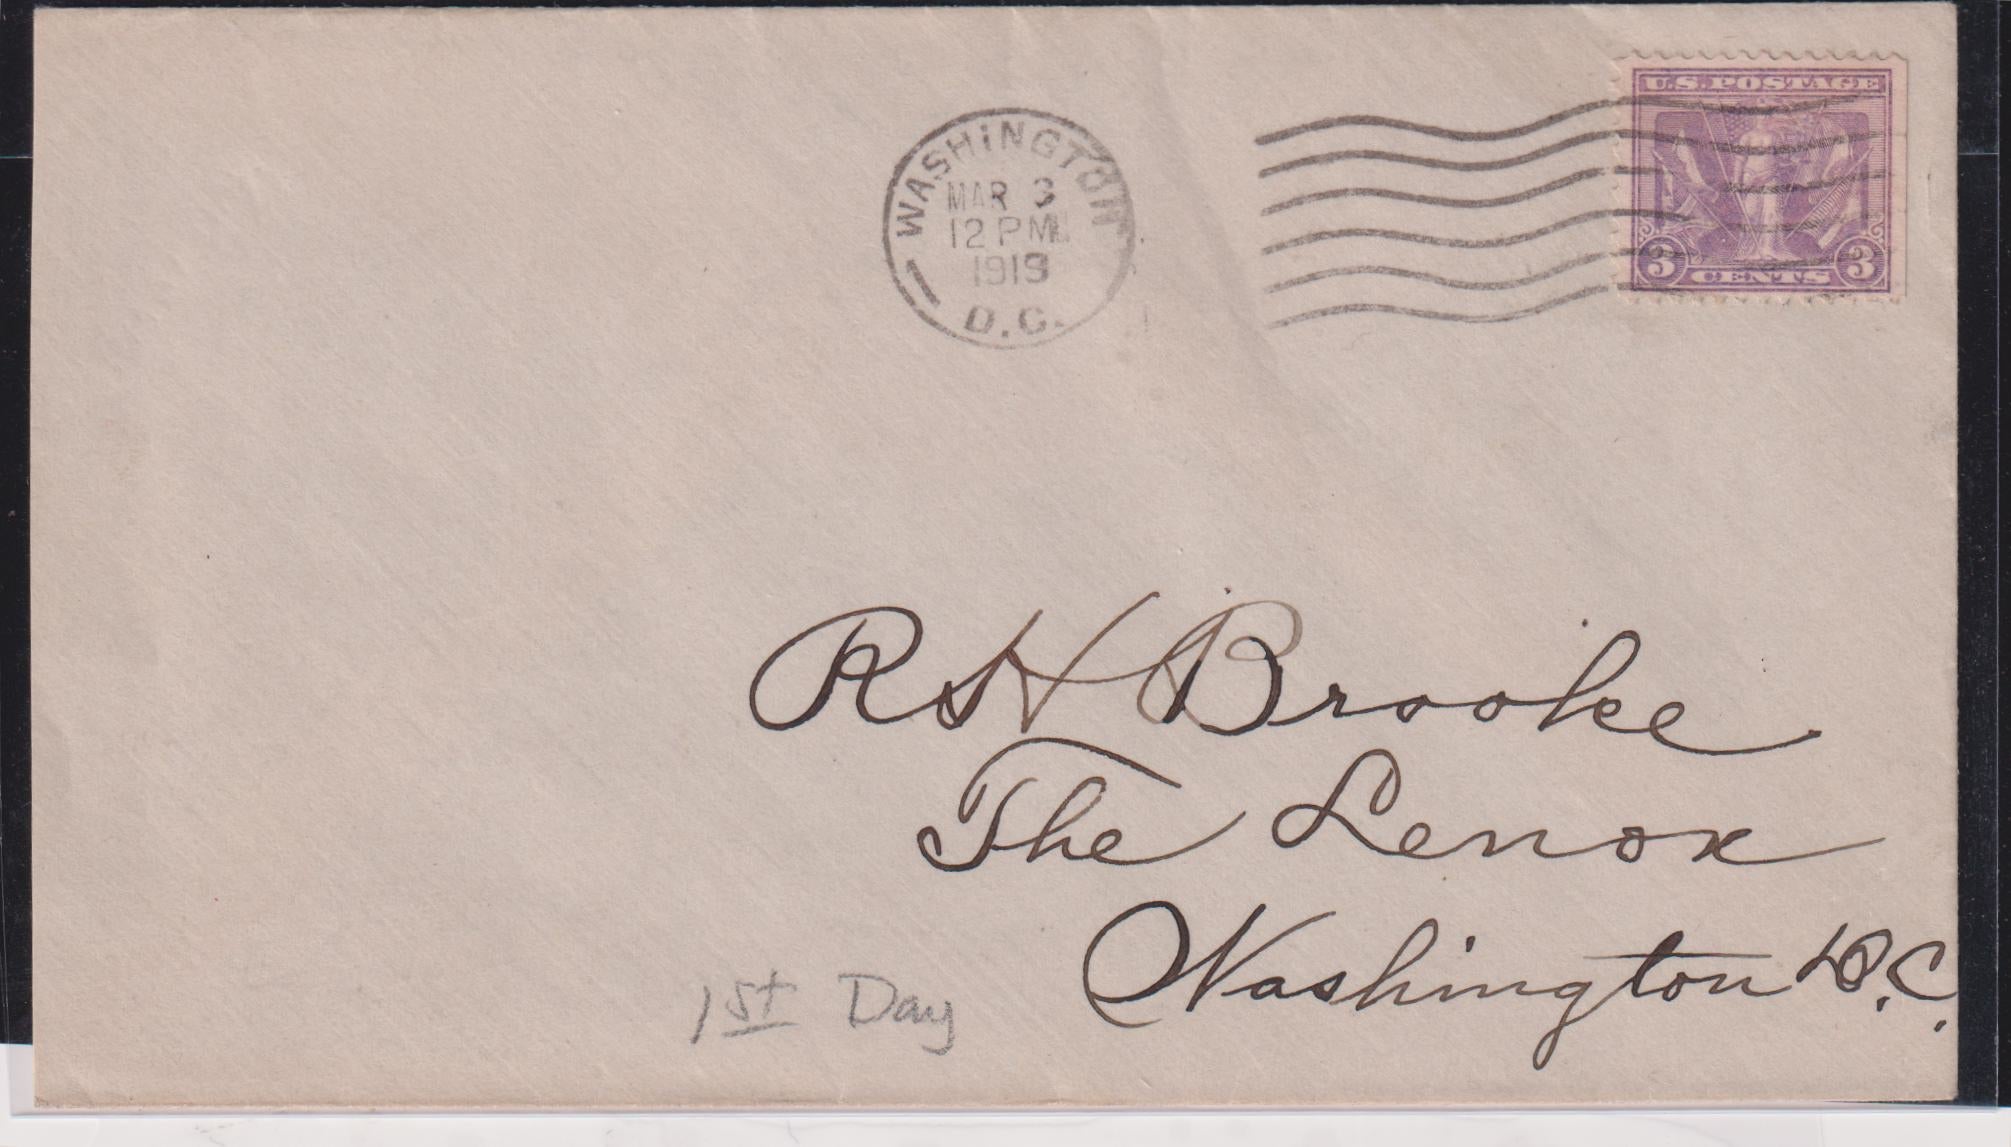 WASHINGTON
MAR 3
12 PM
1919
D.C.
U.S. POSTAGE
3 CENTS 3
R H Brooke
The Lenox
Washington D.C.
1st Day